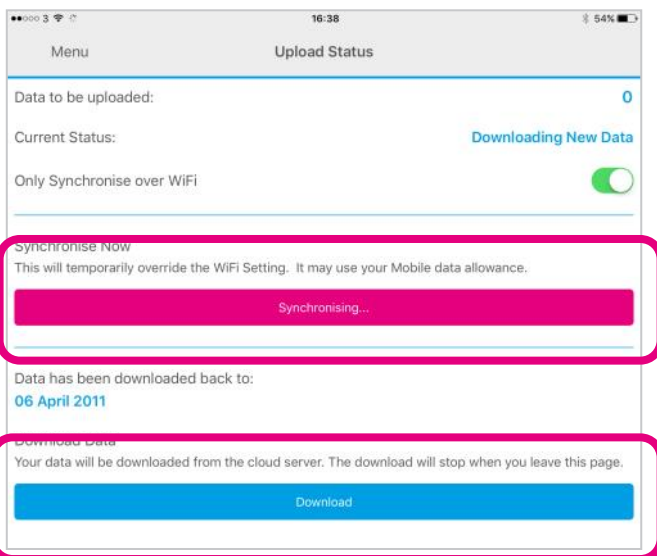 3 16:38 54%
Menu Upload Status
Data to be uploaded: 0
Current Status: Downloading New Data
Only Synchronise over WiFi
Synchronise Now
This will temporarily override the WiFi Setting. It may use your Mobile data allowance.
Synchronising...
Data has been downloaded back to:
06 April 2011
Download Data
Your data will be downloaded from the cloud server. The download will stop when you leave this page.
Download